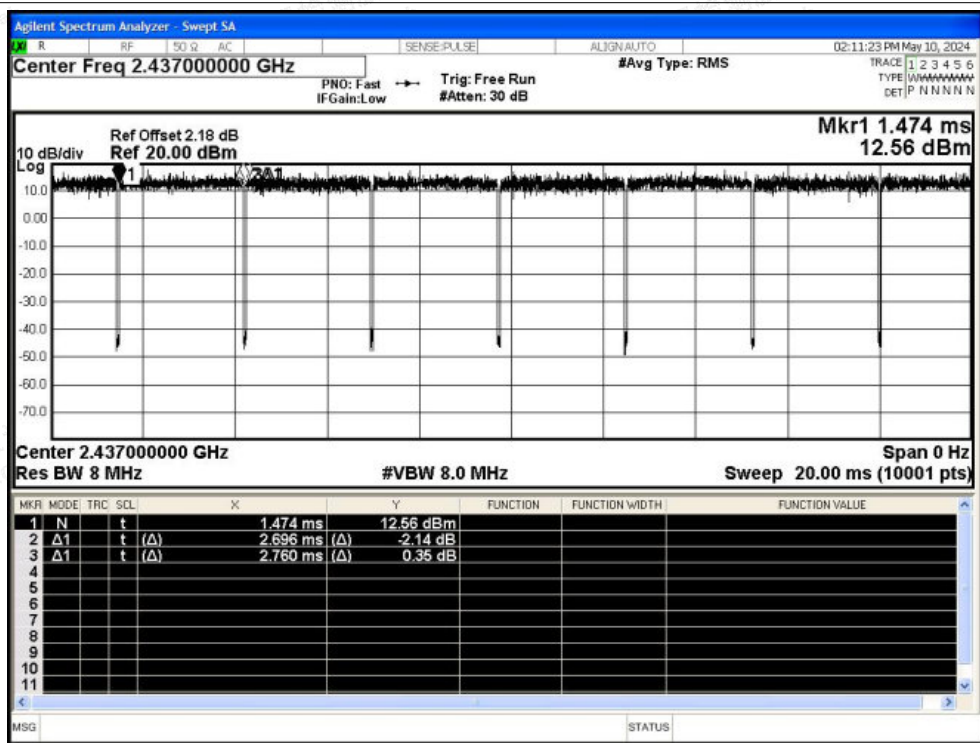 Agilent Spectrum Analyzer - Swept SA
LXI R RF 50 Ω AC SENSE:PULSE ALIGN AUTO 02:11:23 PM May 10, 2024
Center Freq 2.437000000 GHz #Avg Type: RMS TRACE 1 2 3 4 5 6
PNO: Fast Trig: Free Run TYPE WWWWWW
IFGain:Low #Atten: 30 dB DET P N N N N N
Mkr1 1.474 ms
Ref Offset 2.18 dB
10 dB/div Ref 20.00 dBm 12.56 dBm
Log
1 3Δ1
10.0
0.00
-10.0
-20.0
-30.0
-40.0
-50.0
-60.0
-70.0
Center 2.437000000 GHz Span 0 Hz
Res BW 8 MHz #VBW 8.0 MHz Sweep 20.00 ms (10001 pts)
MKR MODE TRC SCL X Y FUNCTION FUNCTION WIDTH FUNCTION VALUE
1 N t 1.474 ms 12.56 dBm
2 Δ1 t (Δ) 2.696 ms (Δ) -2.14 dB
3 Δ1 t (Δ) 2.760 ms (Δ) 0.35 dB
4
5
6
7
8
9
10
11
MSG STATUS